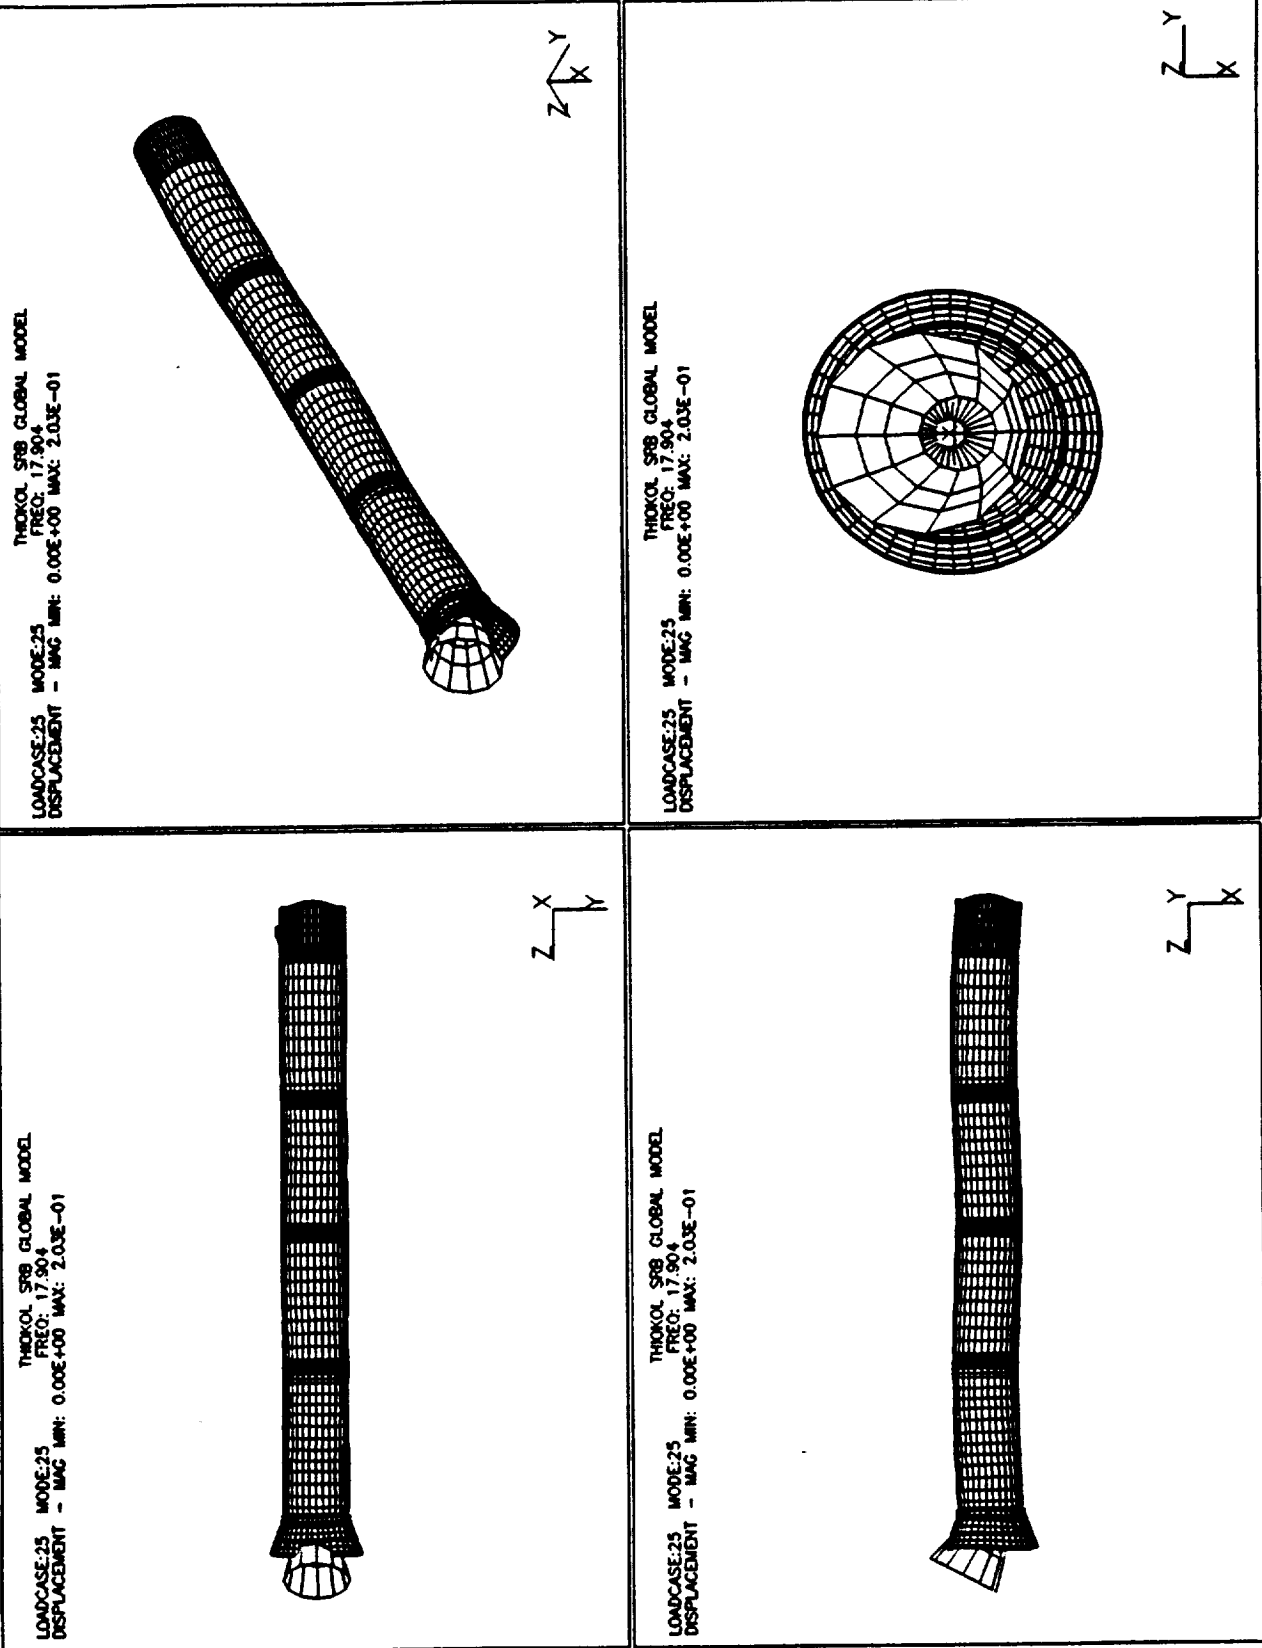 THIOKOL SRB GLOBAL MODEL
LOADCASE:25 MODE:25 FREQ: 17.904
DISPLACEMENT - MAG MIN: 0.00E+00 MAX: 2.03E-01
Z X
Y
THIOKOL SRB GLOBAL MODEL
LOADCASE:25 MODE:25 FREQ: 17.904
DISPLACEMENT - MAG MIN: 0.00E+00 MAX: 2.03E-01
Z Y
X
THIOKOL SRB GLOBAL MODEL
LOADCASE:25 MODE:25 FREQ: 17.904
DISPLACEMENT - MAG MIN: 0.00E+00 MAX: 2.03E-01
Z Y
X
THIOKOL SRB GLOBAL MODEL
LOADCASE:25 MODE:25 FREQ: 17.904
DISPLACEMENT - MAG MIN: 0.00E+00 MAX: 2.03E-01
Z Y
X